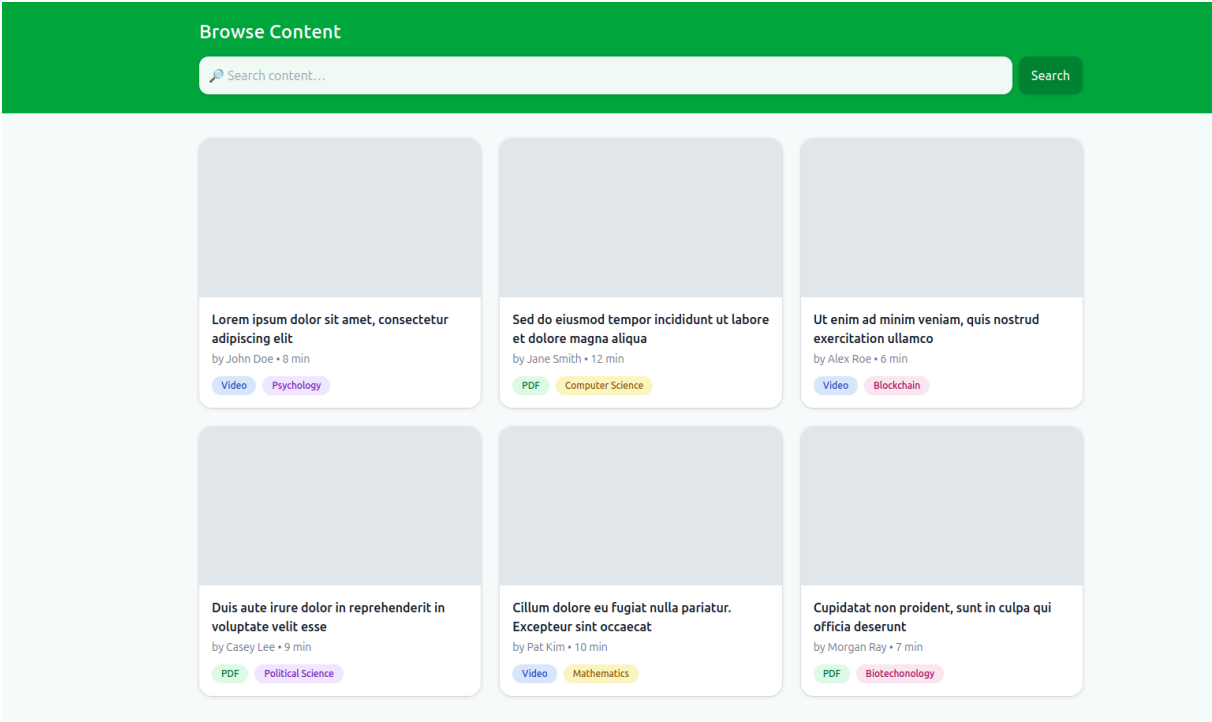 Browse Content
🔎 Search content...
Search
Lorem ipsum dolor sit amet, consectetur
adipiscing elit
by John Doe • 8 min
Video
Psychology
Sed do eiusmod tempor incididunt ut labore
et dolore magna aliqua
by Jane Smith • 12 min
PDF
Computer Science
Ut enim ad minim veniam, quis nostrud
exercitation ullamco
by Alex Roe • 6 min
Video
Blockchain
Duis aute irure dolor in reprehenderit in
voluptate velit esse
by Casey Lee • 9 min
PDF
Political Science
Cillum dolore eu fugiat nulla pariatur.
Excepteur sint occaecat
by Pat Kim • 10 min
Video
Mathematics
Cupidatat non proident, sunt in culpa qui
officia deserunt
by Morgan Ray • 7 min
PDF
Biotechonology